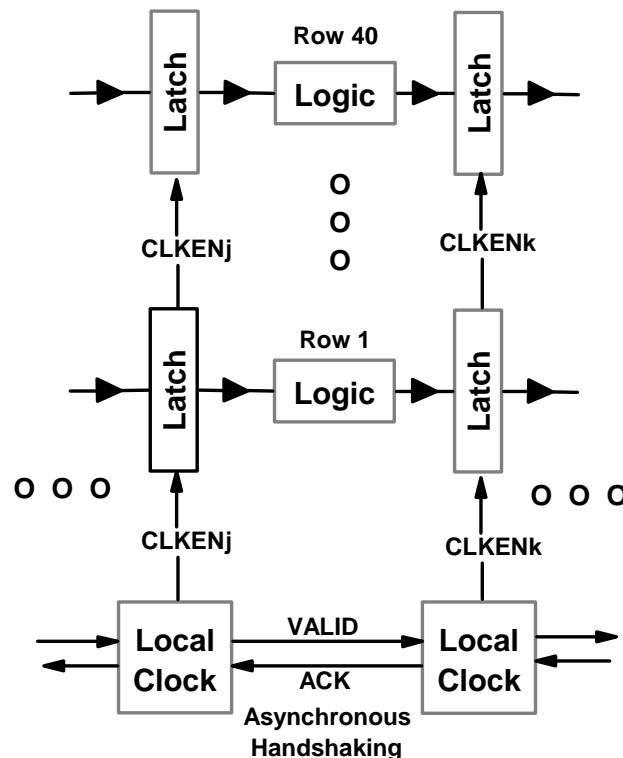 Row 40
Latch
Logic
Latch
O
O
O
CLKENj
CLKENk
Row 1
Latch
Logic
Latch
O O O
O O O
CLKENj
CLKENk
Local
Clock
VALID
ACK
Local
Clock
Asynchronous
Handshaking